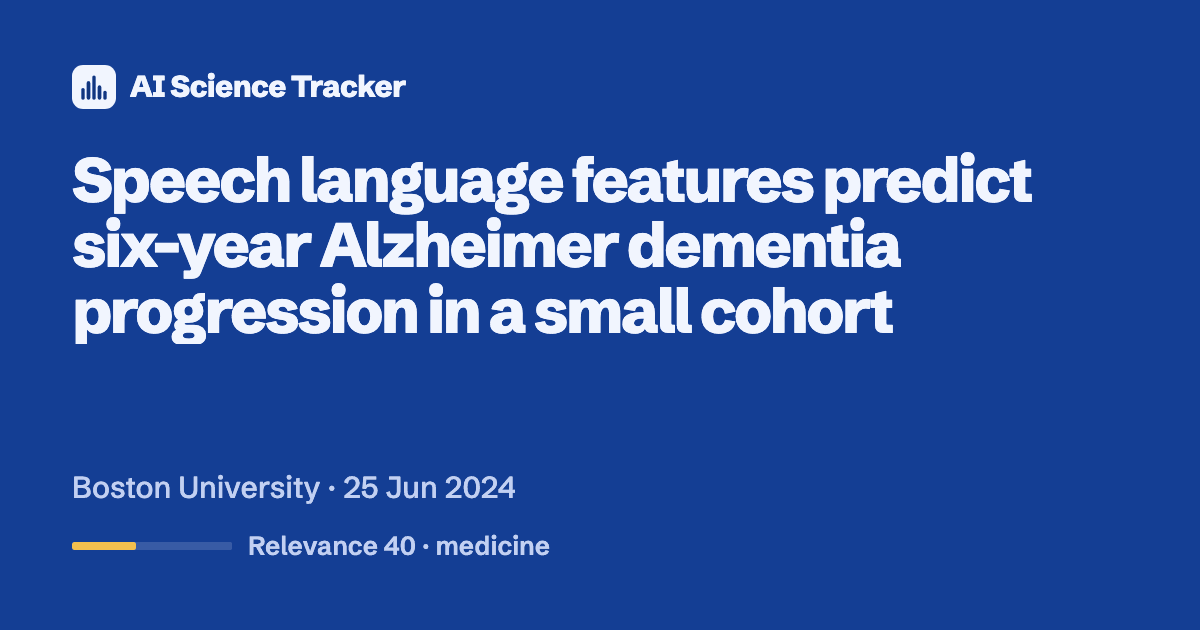 AI Science Tracker
Speech language features predict
six-year Alzheimer dementia
progression in a small cohort
Boston University · 25 Jun 2024
Relevance 40 · medicine